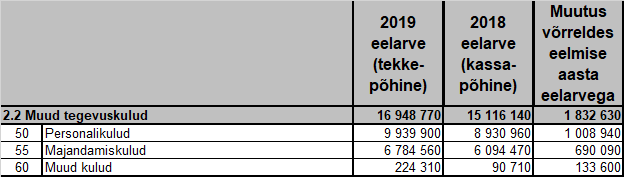 2019 eelarve (tekke-põhine) 2018 eelarve (kassa-põhine) Muutus võrreldes eelmise aasta eelarvega
2.2 Muud tegevuskulud 16 948 770 15 116 140 1 832 630
50 Personalikulud 9 939 900 8 930 960 1 008 940
55 Majandamiskulud 6 784 560 6 094 470 690 090
60 Muud kulud 224 310 90 710 133 600